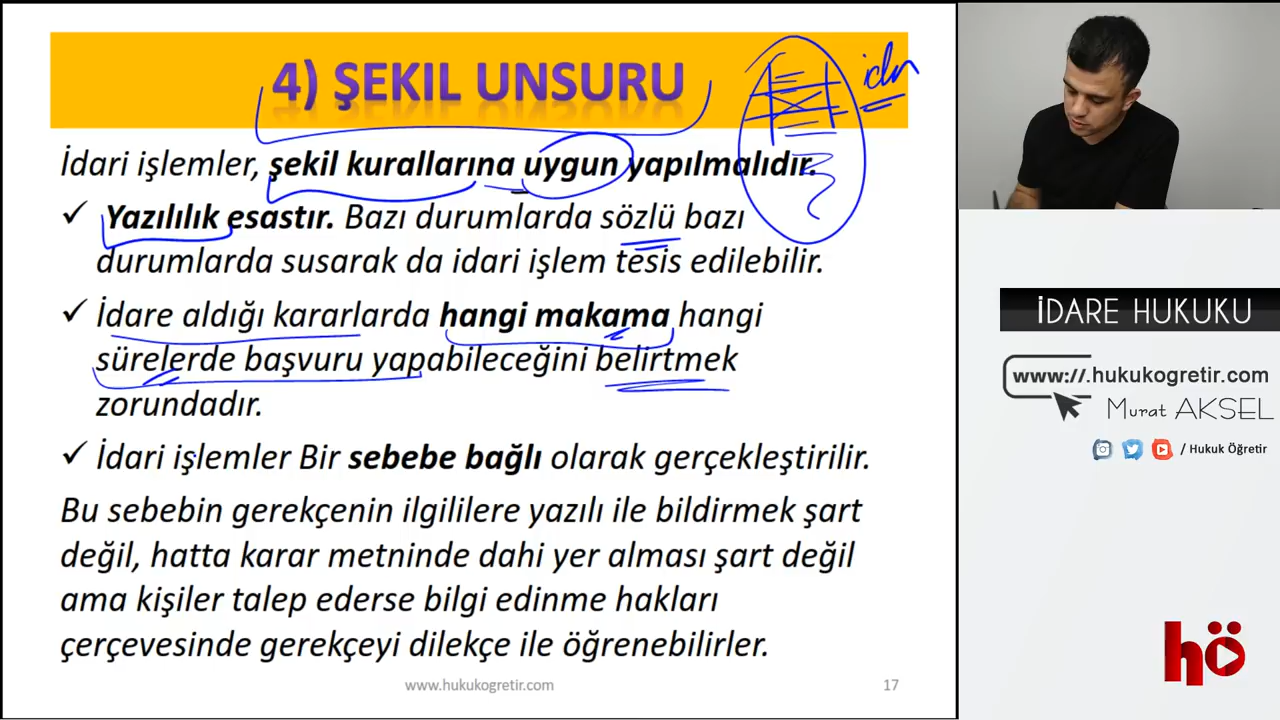 4) ŞEKIL UNSURU
İdari işlemler, şekil kurallarına uygun yapılmalıdır.
✓ Yazılılık esastır. Bazı durumlarda sözlü bazı
durumlarda susarak da idari işlem tesis edilebilir.
✓ İdare aldığı kararlarda hangi makama hangi
sürelerde başvuru yapabileceğini belirtmek
zorundadır.
✓ İdari işlemler Bir sebebe bağlı olarak gerçekleştirilir.
Bu sebebin gerekçenin ilgililere yazılı ile bildirmek şart
değil, hatta karar metninde dahi yer alması şart değil
ama kişiler talep ederse bilgi edinme hakları
çerçevesinde gerekçeyi dilekçe ile öğrenebilirler.
www.hukukogretir.com
17
İDARE HUKUKU
www://.hukukogretir.com
Murat AKSEL
/ Hukuk Öğretir
hö